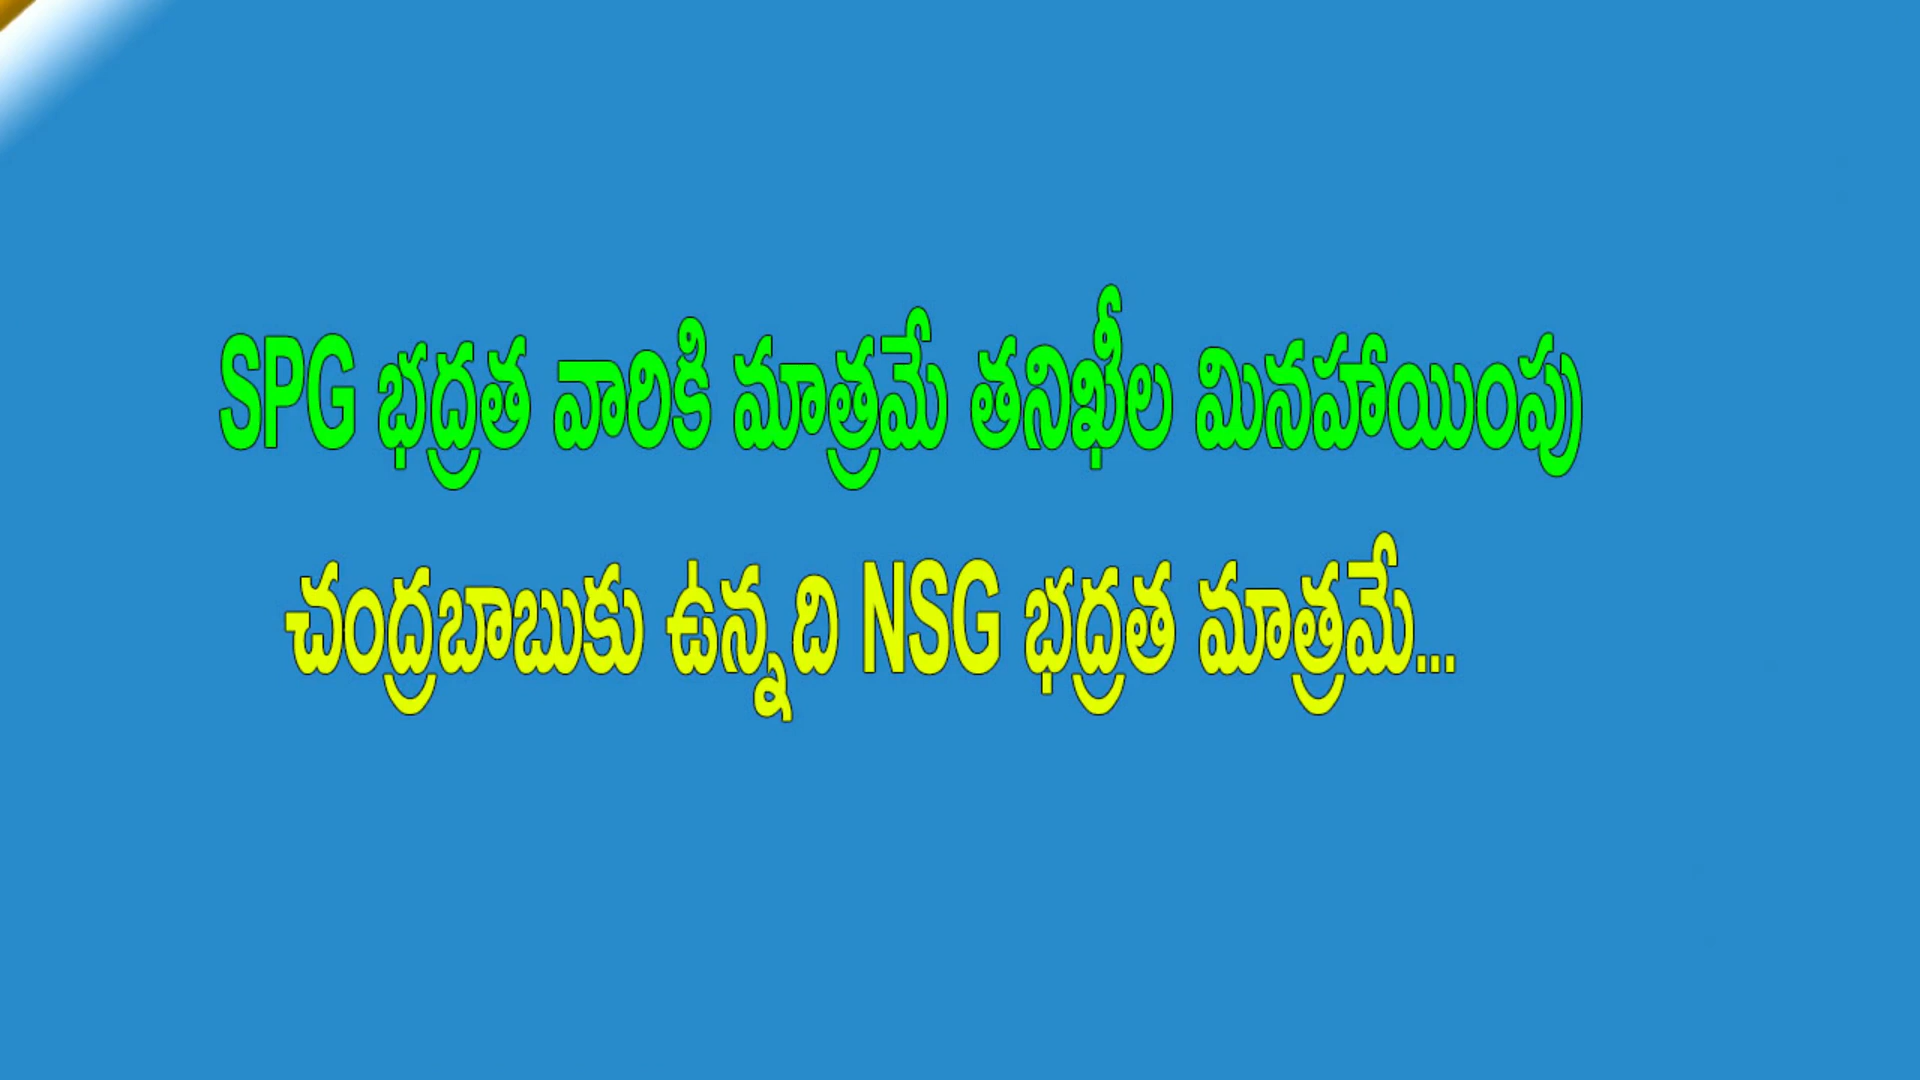 SPG భద్రత వారికి మాత్రమే తనిఖీల మినహాయింపు
చంద్రబాబుకు ఉన్నది NSG భద్రత మాత్రమే...